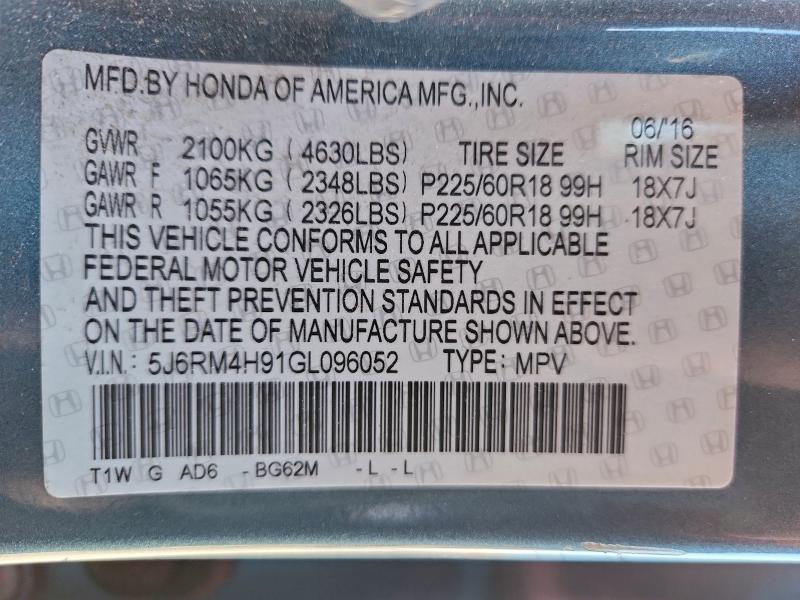 MFD.BY HONDA OF AMERICA MFG.,INC.
06/'16
GVWR 2100KG (4630LBS) TIRE SIZE RIM SIZE
GAWR F 1065KG (2348LBS) P225/60R18 99H 18X7J
GAWR R 1055KG (2326LBS) P225/60R18 99H 18X7J
THIS VEHICLE CONFORMS TO ALL APPLICABLE
FEDERAL MOTOR VEHICLE SAFETY
AND THEFT PREVENTION STANDARDS IN EFFECT
ON THE DATE OF MANUFACTURE SHOWN ABOVE.
V.I.N.: 5J6RM4H91GL096052 TYPE: MPV
T1W G AD6 -BG62M -L -L